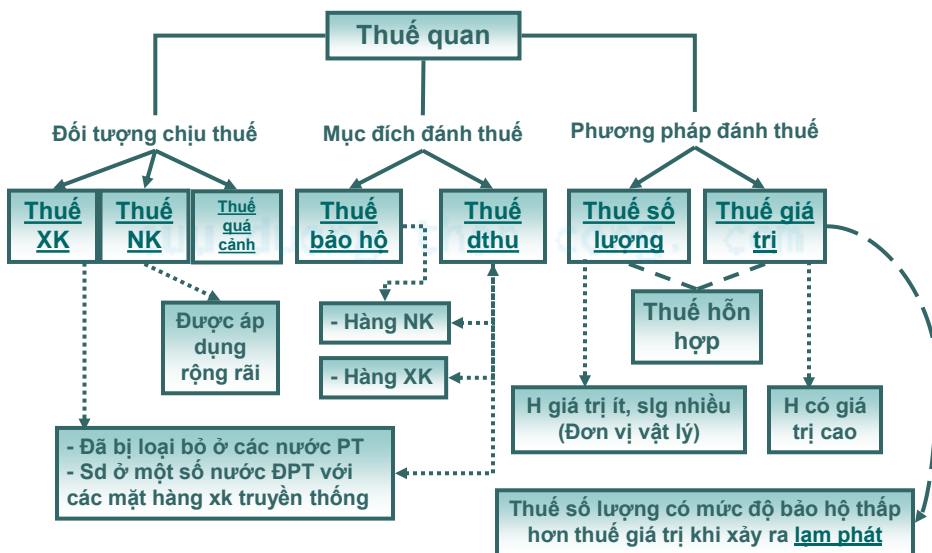 Thuế quan
Đối tượng chịu thuế
Mục đích đánh thuế
Phương pháp đánh thuế
Thuế
XK
Thuế
NK
Thuế
quá
cảnh
Thuế
bảo hộ
Thuế
dthu
Thuế số
lượng
Thuế giá
trị
Được áp
dụng
rộng rãi
- Hàng NK
- Hàng XK
Thuế hỗn
hợp
H giá trị ít, slg nhiều
(Đơn vị vật lý)
H có giá
trị cao
- Đã bị loại bỏ ở các nước PT
- Sd ở một số nước ĐPT với
các mặt hàng xk truyền thống
Thuế số lượng có mức độ bảo hộ thấp
hơn thuế giá trị khi xảy ra lạm phát